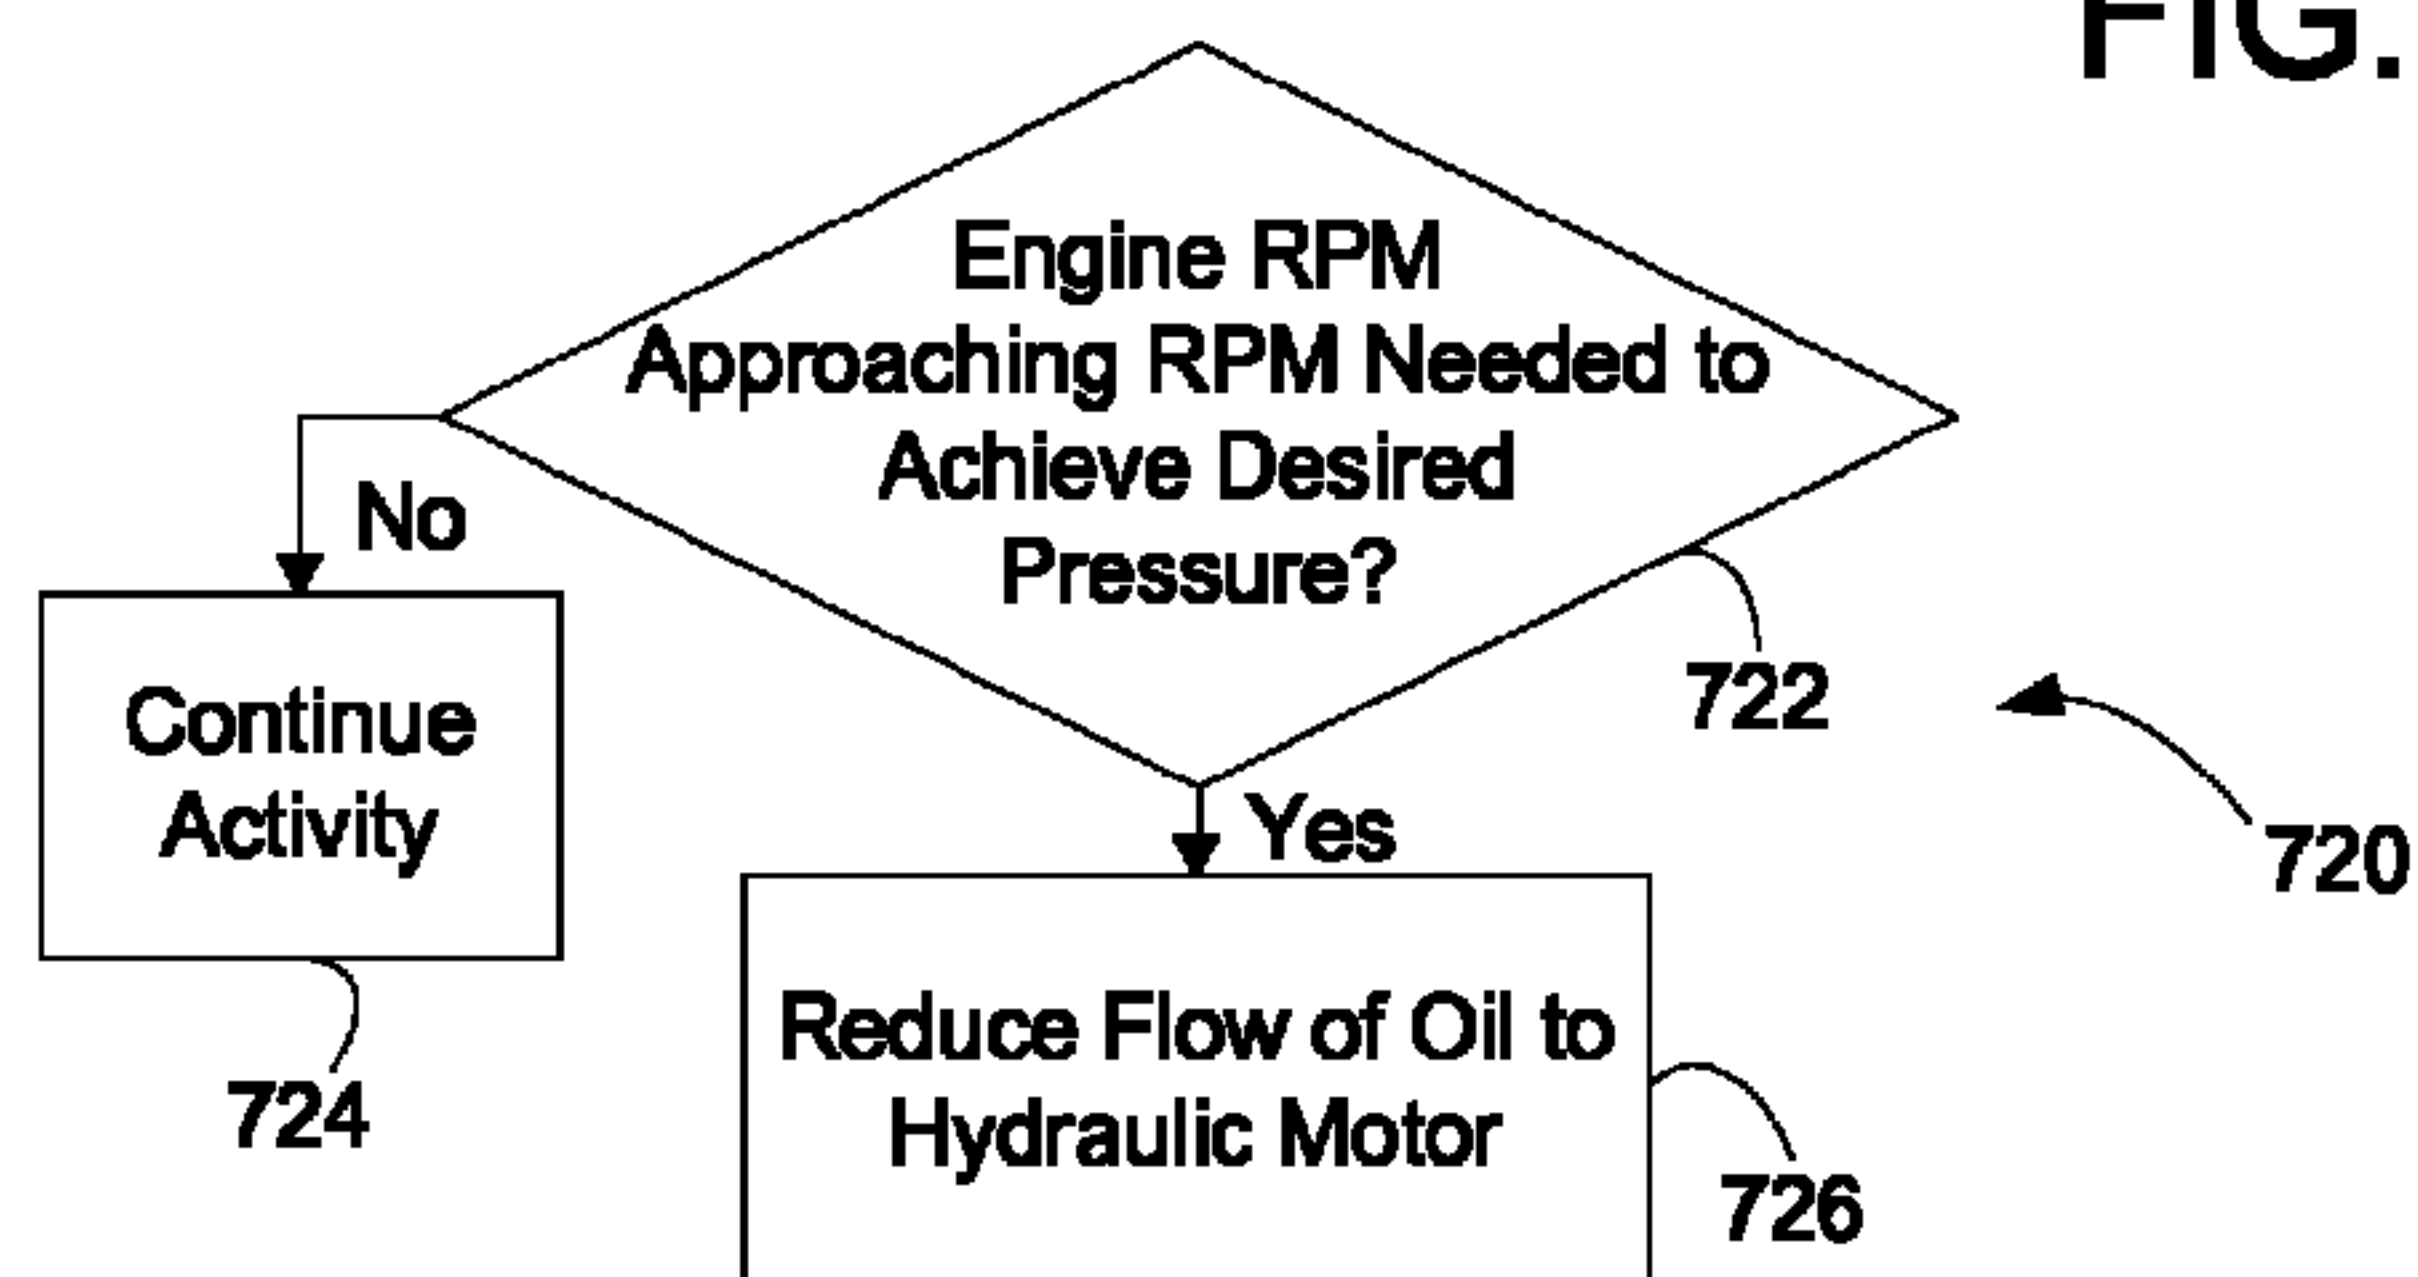 FIG.
Engine RPM
Approaching RPM Needed to
Achieve Desired
Pressure?
No
722
Continue
Activity
Yes
720
Reduce Flow of Oil to
Hydraulic Motor
724
726